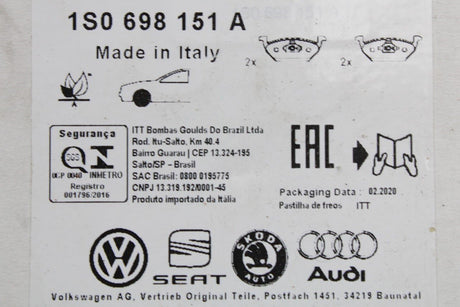 1S0 698 151 A
Made in Italy
2x
2x
Segurança
OCP 0040
INMETRO
Registro
001796/2016
ITT Bombas Goulds Do Brazil Ltda
Rod. Itu-Salto, Km 40.4
Bairro Guarau | CEP 13.324-195
Salto/SP - Brasil
SAC Brasil: 0800 0195775
CNPJ 13.319.192/0001-45
Produto importado da Itália
EAC
Packaging Data : 02.2020
Pastilha de freos ITT
SEAT
ŠKODA
AUTO
Audi
Volkswagen AG, Vertrieb Original Teile, Postfach 1451, 34219 Baunatal